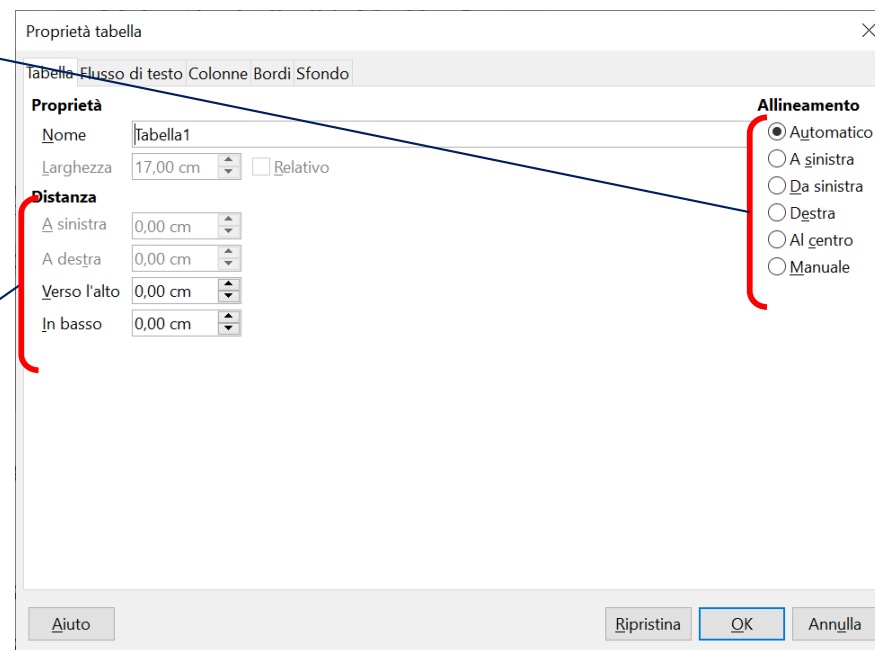 Proprietà tabella
Tabella Flusso di testo Colonne Bordi Sfondo
Proprietà
Nome Tabella1
Larghezza 17,00 cm Relativo
Distanza
A sinistra 0,00 cm
A destra 0,00 cm
Verso l'alto 0,00 cm
In basso 0,00 cm
Allineamento
Automatico
A sinistra
Da sinistra
Destra
Al centro
Manuale
Aiuto Ripristina OK Annulla